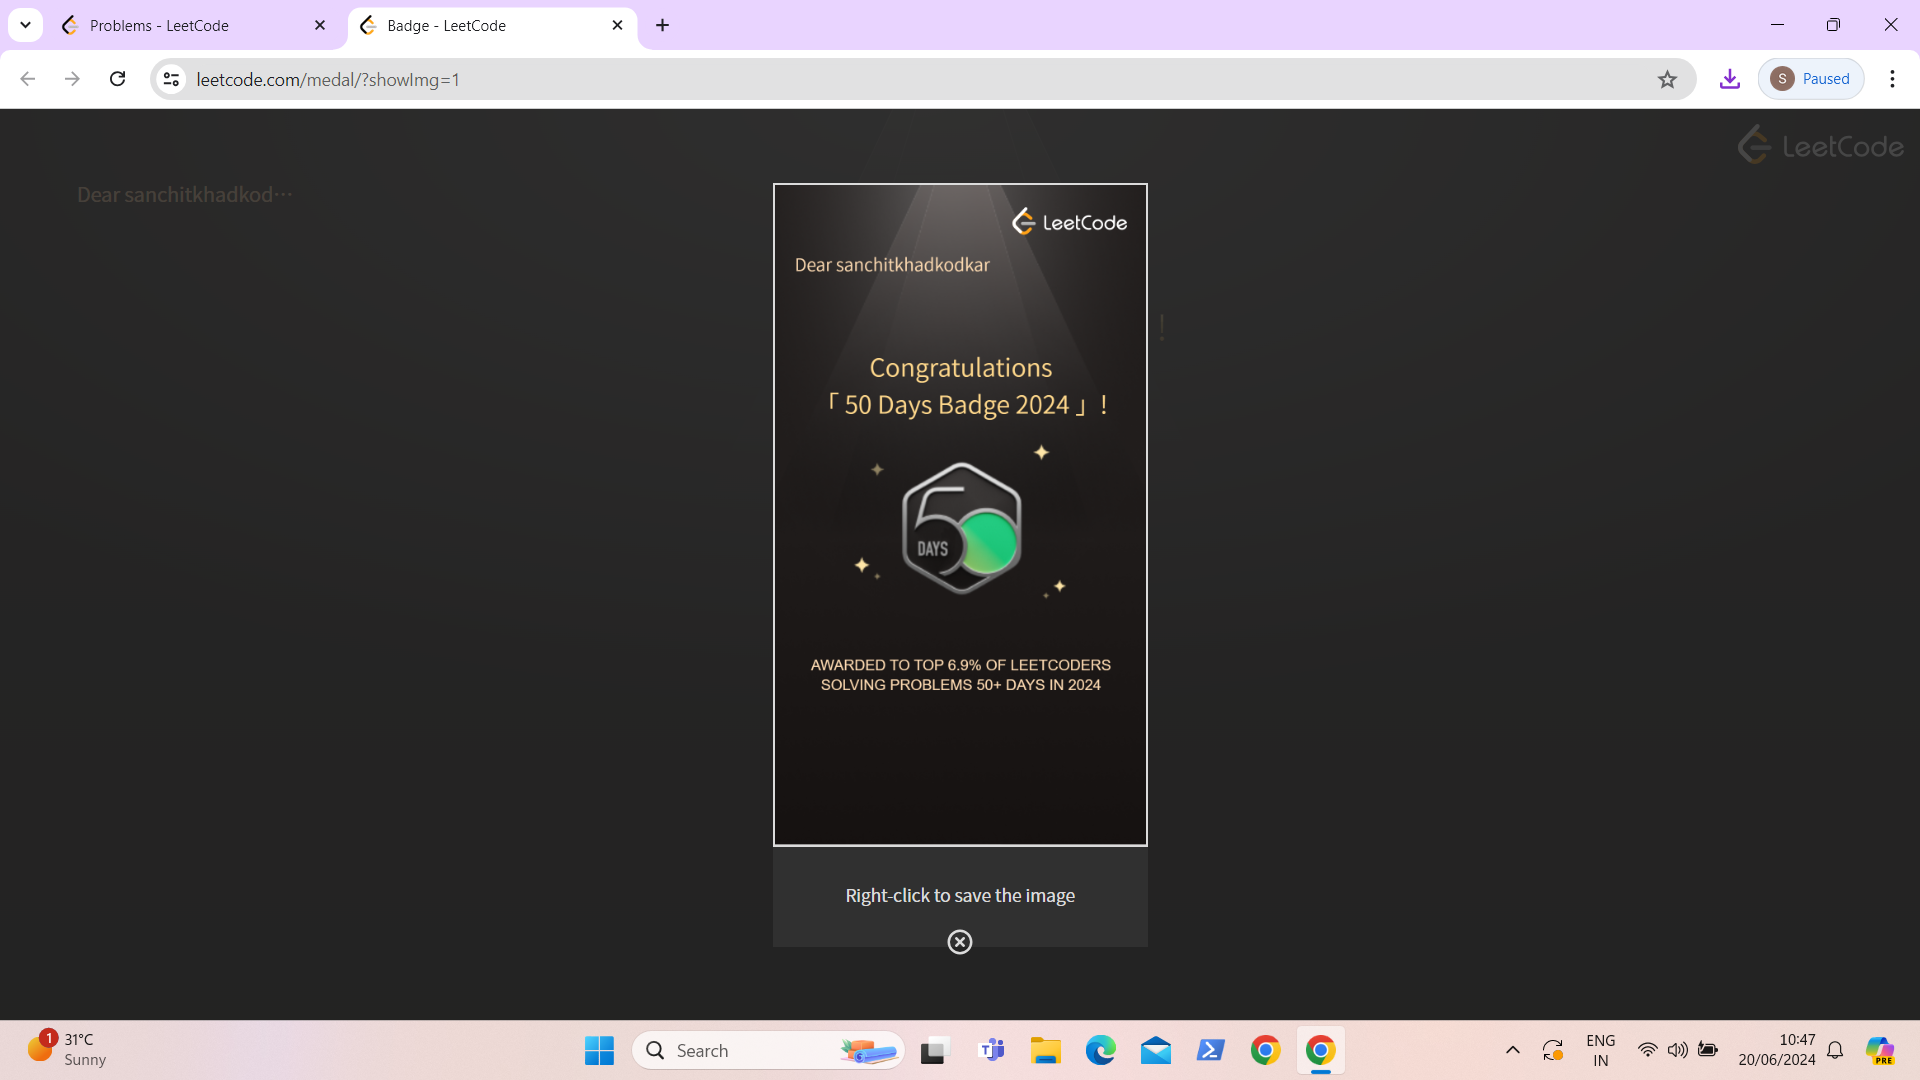 Problems - LeetCode
Badge - LeetCode
leetcode.com/medal/?showImg=1
S Paused
LeetCode
Dear sanchitkhadkod···
!
LeetCode
Dear sanchitkhadkodkar
Congratulations
「 50 Days Badge 2024 」 !
50
DAYS
AWARDED TO TOP 6.9% OF LEETCODERS
SOLVING PROBLEMS 50+ DAYS IN 2024
Right-click to save the image
1
31°C
Sunny
Search
ENG
IN
10:47
20/06/2024
PRE